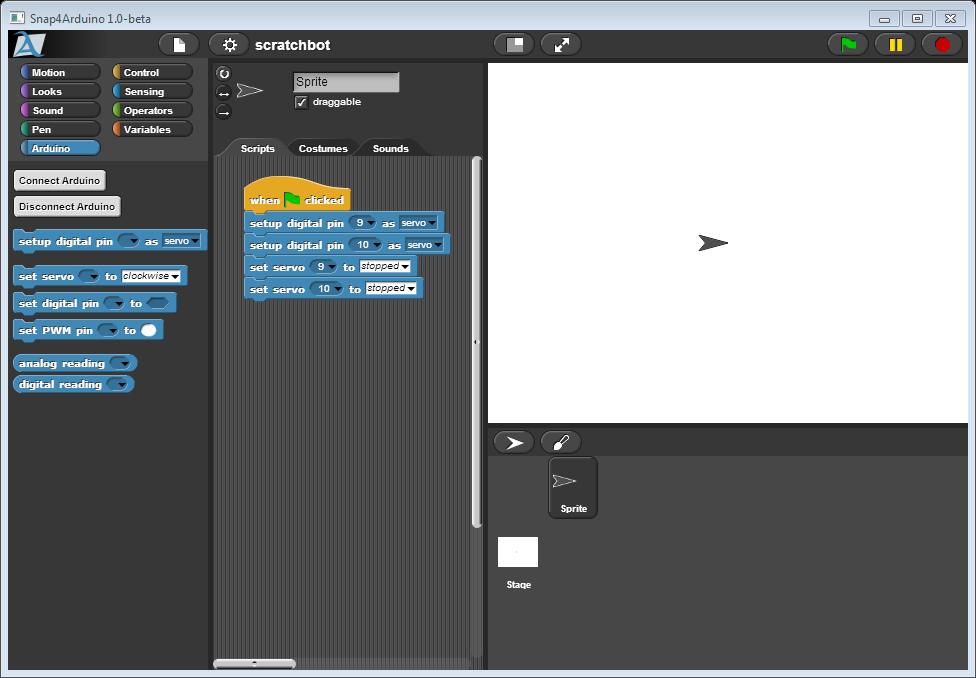 Snap4Arduino 1.0-beta
scratchbot
Motion
Control
Looks
Sensing
Sound
Operators
Pen
Variables
Arduino
Connect Arduino
Disconnect Arduino
setup digital pin as servo
set servo to clockwise
set digital pin to
set PWM pin to
analog reading
digital reading
Sprite
draggable
Scripts Costumes Sounds
when clicked
setup digital pin 9 as servo
setup digital pin 10 as servo
set servo 9 to stopped
set servo 10 to stopped
Sprite
Stage